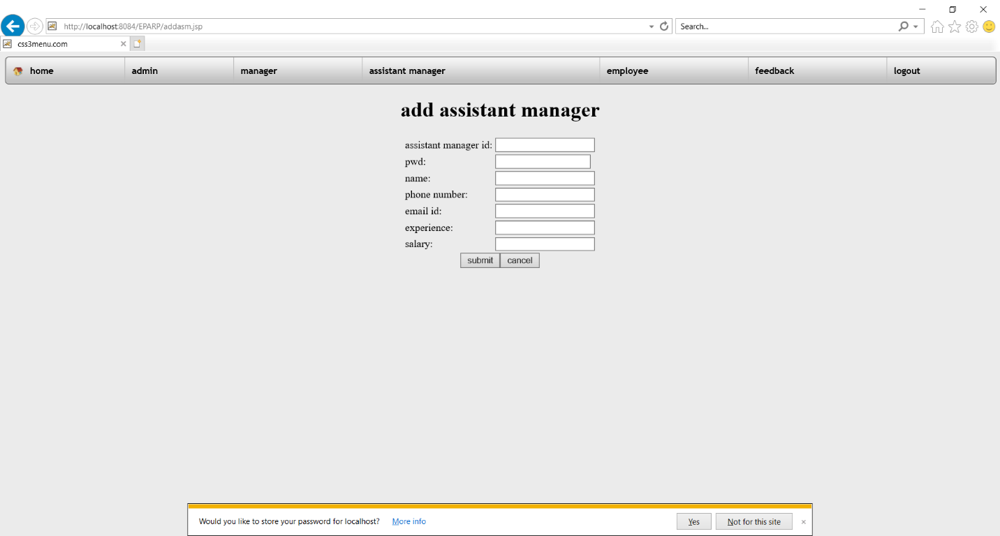 http://localhost:8084/EPARP/addasm.jsp
Search...
css3menu.com
home admin manager assistant manager employee feedback logout
add assistant manager
assistant manager id:
pwd:
name:
phone number:
email id:
experience:
salary:
submit cancel
Would you like to store your password for localhost? More info Yes Not for this site